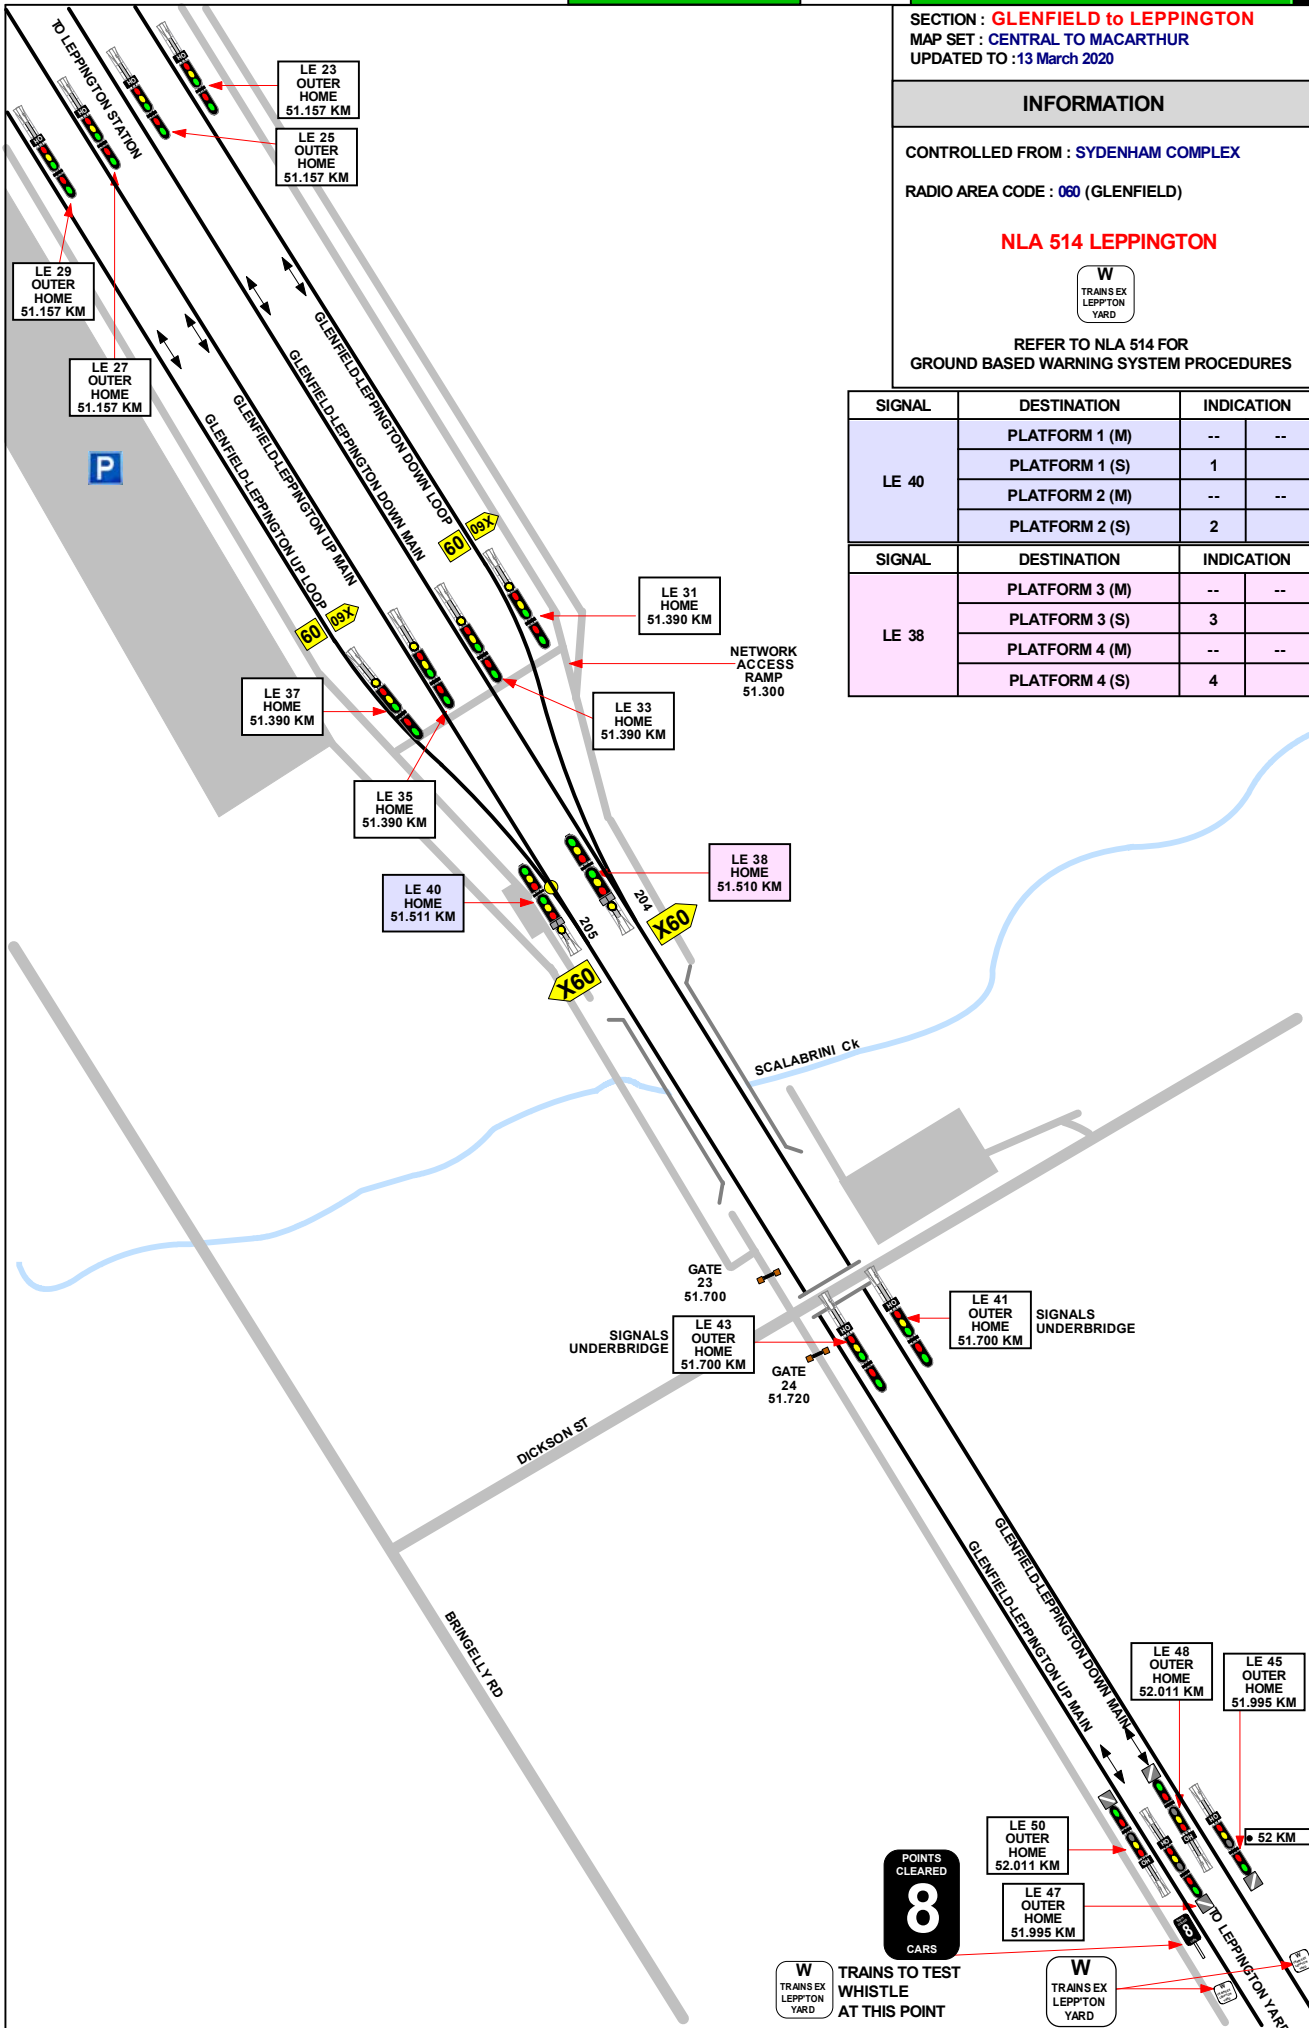 SECTION : GLENFIELD to LEPPINGTON
MAP SET : CENTRAL TO MACARTHUR
UPDATED TO :13 March 2020
INFORMATION
CONTROLLED FROM : SYDENHAM COMPLEX
RADIO AREA CODE : 060 (GLENFIELD)
NLA 514 LEPPINGTON
W
TRAINS EX
LEPP'TON
YARD
REFER TO NLA 514 FOR
GROUND BASED WARNING SYSTEM PROCEDURES
SIGNAL DESTINATION INDICATION
LE 40
PLATFORM 1 (M) -- --
PLATFORM 1 (S) 1
PLATFORM 2 (M) -- --
PLATFORM 2 (S) 2
SIGNAL DESTINATION INDICATION
LE 38
PLATFORM 3 (M) -- --
PLATFORM 3 (S) 3
PLATFORM 4 (M) -- --
PLATFORM 4 (S) 4
TO LEPPINGTON STATION
HO
HO
HO
HO
LE 23
OUTER
HOME
51.157 KM
LE 25
OUTER
HOME
51.157 KM
LE 29
OUTER
HOME
51.157 KM
LE 27
OUTER
HOME
51.157 KM
P
GLENFIELD-LEPPINGTON DOWN LOOP
GLENFIELD-LEPPINGTON DOWN MAIN
GLENFIELD-LEPPINGTON UP MAIN
GLENFIELD-LEPPINGTON UP LOOP
60
X60
60
X60
LE 31
HOME
51.390 KM
NETWORK
ACCESS
RAMP
51.300
LE 33
HOME
51.390 KM
LE 37
HOME
51.390 KM
LE 35
HOME
51.390 KM
LE 38
HOME
51.510 KM
LE 40
HOME
51.511 KM
204
205
X60
X60
SCALABRINI Ck
GATE
23
51.700
SIGNALS
UNDERBRIDGE
LE 43
OUTER
HOME
51.700 KM
HO
HO
LE 41
OUTER
HOME
51.700 KM
SIGNALS
UNDERBRIDGE
GATE
24
51.720
DICKSON ST
BRINGELLY RD
GLENFIELD-LEPPINGTON DOWN MAIN
GLENFIELD-LEPPINGTON UP MAIN
LE 48
OUTER
HOME
52.011 KM
LE 45
OUTER
HOME
51.995 KM
52 KM
HO
HO
HO
HO
LE 50
OUTER
HOME
52.011 KM
LE 47
OUTER
HOME
51.995 KM
POINTS
CLEARED
8
CARS
8
TO LEPPINGTON YARD
W
TRAINS EX
LEPP'TON
YARD
TRAINS TO TEST
WHISTLE
AT THIS POINT
W
TRAINS EX
LEPP'TON
YARD